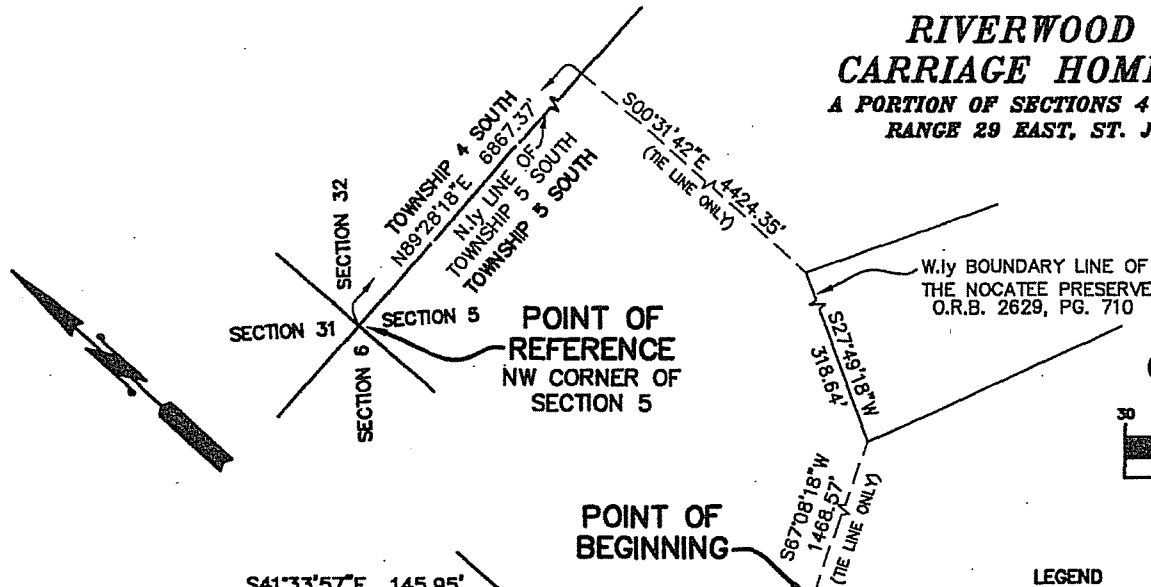 RIVERWOOD
CARRIAGE HOM
A PORTION OF SECTIONS 4
RANGE 29 EAST, ST. J
TOWNSHIP 4 SOUTH
N89°28'18"E 6867.37'
N.ly LINE OF
TOWNSHIP 5 SOUTH
TOWNSHIP 5 SOUTH
S00°31'42"E 4424.35'
(TIE LINE ONLY)
SECTION 32
SECTION 31
SECTION 5
SECTION 6
POINT OF
REFERENCE
NW CORNER OF
SECTION 5
W.ly BOUNDARY LINE OF
THE NOCATEE PRESERVE
O.R.B. 2629, PG. 710
S27°49'18"W
318.64'
30
S67°08'18"W
1468.57'
(TIE LINE ONLY)
POINT OF
BEGINNING
S41°33'57"E 145.95'
LEGEND